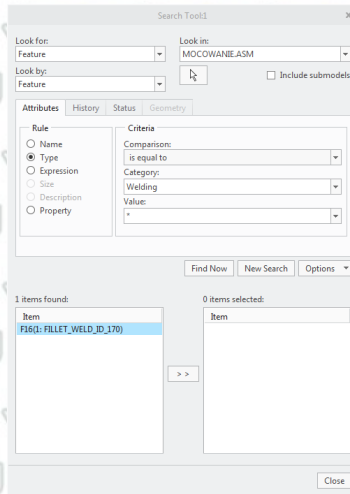 Search Tool:1
Look for:
Look in:
Feature
MOCOWANIE.ASM
Look by:
Feature
Include submodels
Attributes History Status Geometry
Rule
Name
Type
Expression
Size
Description
Property
Criteria
Comparison:
is equal to
Category:
Welding
Value:
*
Find Now New Search Options
1 items found:
Item
F16(1: FILLET_WELD_ID_170)
>>
0 items selected:
Item
Close